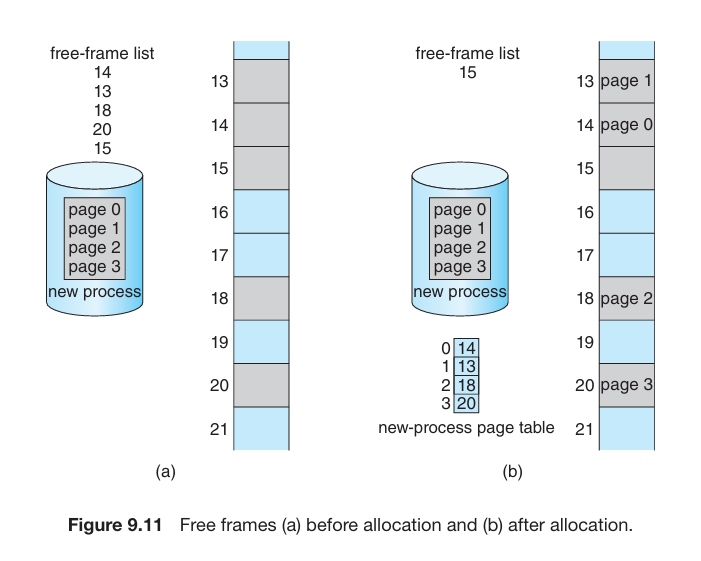 free-frame list
14
13
18
20
15
page 0
page 1
page 2
page 3
new process
13
14
15
16
17
18
19
20
21
(a)
free-frame list
15
page 0
page 1
page 2
page 3
new process
0 14
1 13
2 18
3 20
new-process page table
13 page 1
14 page 0
15
16
17
18 page 2
19
20 page 3
21
(b)
Figure 9.11 Free frames (a) before allocation and (b) after allocation.